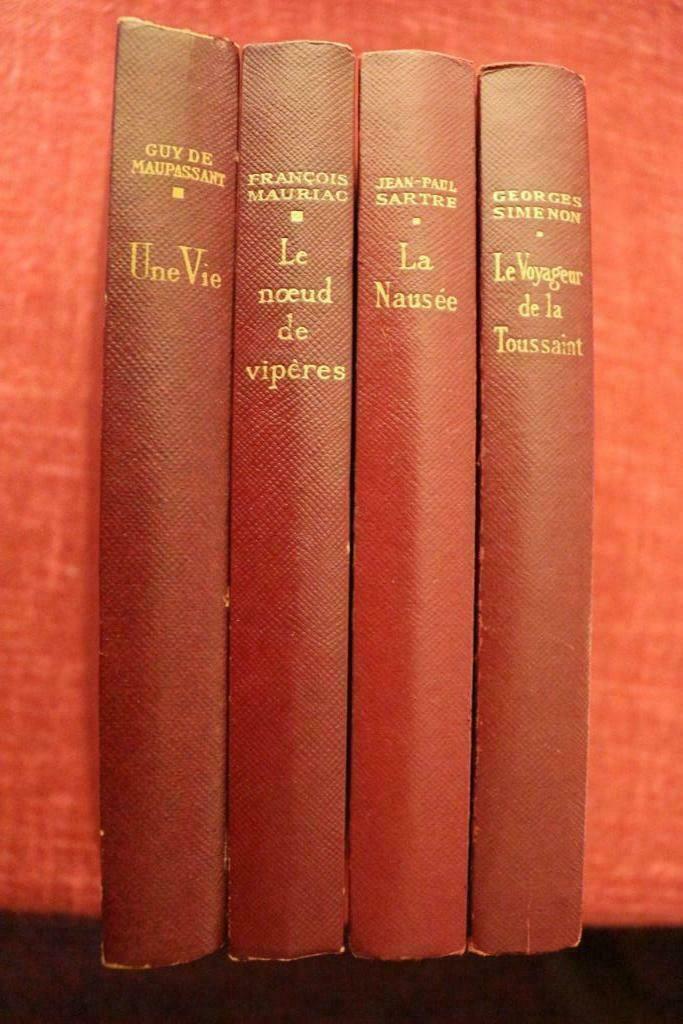 GUY DE
MAUPASSANT
Une Vie
FRANÇOIS
MAURIAC
Le
nœud
de
vipères
JEAN-PAUL
SARTRE
La
Nausée
GEORGES
SIMENON
Le Voyageur
de la
Toussaint